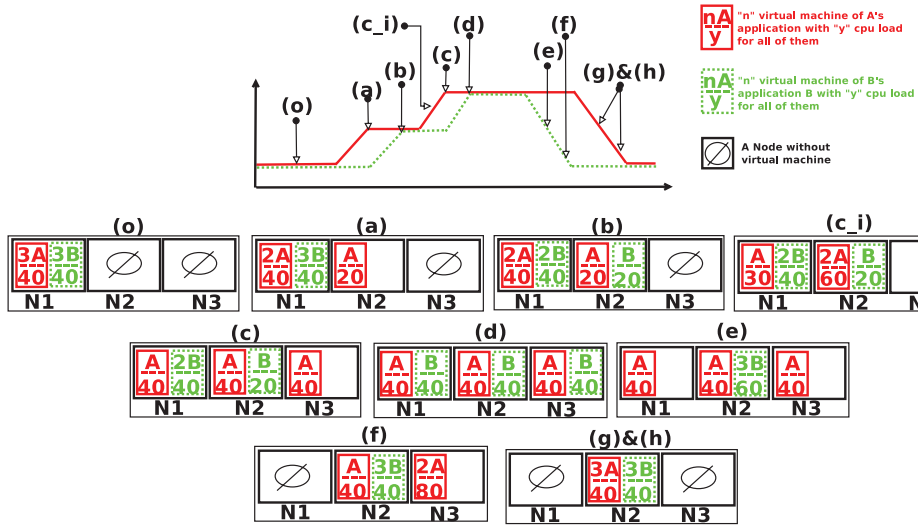 (c_i)
(d)
(f)
(c)
(e)
(b)
(a)
(g)&(h)
(o)
nA
y
"n" virtual machine of A's
application with "y" cpu load
for all of them
nA
y
"n" virtual machine of B's
application B with "y" cpu load
for all of them
A Node without
virtual machine
(o)
3A 3B
40 40
N1 N2 N3
(a)
2A 3B A
40 40 20
N1 N2 N3
(b)
2A 2B A B
40 40 20 20
N1 N2 N3
(c_i)
A 2B 2A B
30 40 60 20
N1 N2 N
(c)
A 2B A B A
40 40 40 20 40
N1 N2 N3
(d)
A B A B A B
40 40 40 40 40 40
N1 N2 N3
(e)
A A 3B A
40 40 60 40
N1 N2 N3
(f)
A 3B 2A
40 40 80
N1 N2 N3
(g)&(h)
3A 3B
40 40
N1 N2 N3